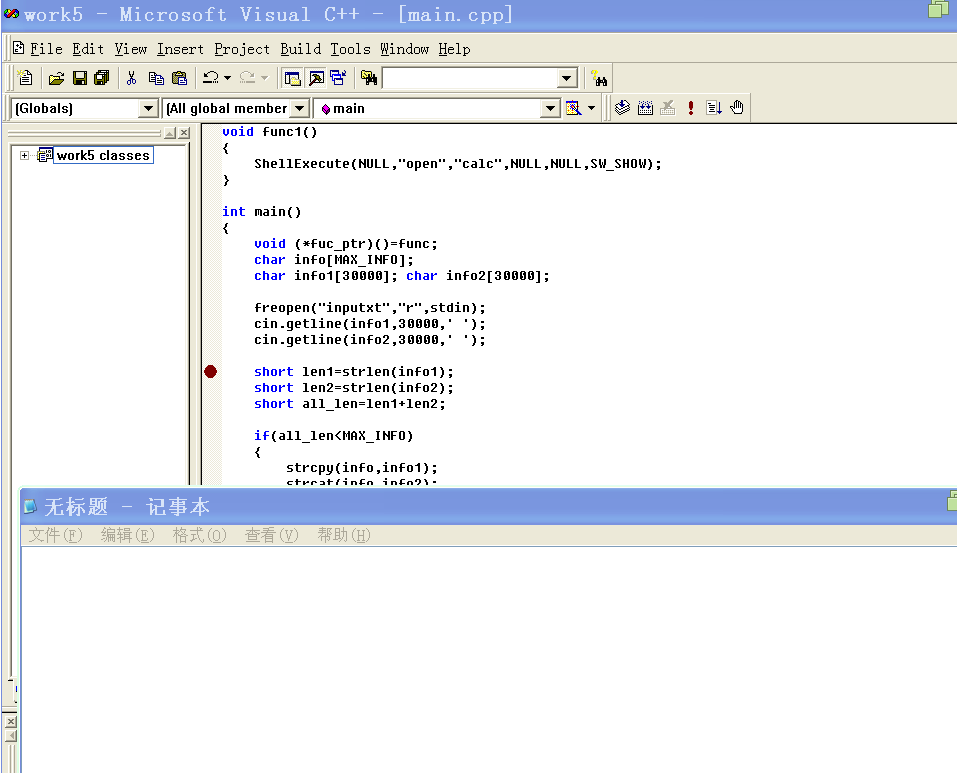 work5 - Microsoft Visual C++ - [main.cpp]
File Edit View Insert Project Build Tools Window Help
(Globals) (All global member main
work5 classes
void func1()
{
ShellExecute(NULL,"open","calc",NULL,NULL,SW_SHOW);
}
int main()
{
void (*fuc_ptr)()=func;
char info[MAX_INFO];
char info1[30000]; char info2[30000];
freopen("inputxt","r",stdin);
cin.getline(info1,30000,' ');
cin.getline(info2,30000,' ');
short len1=strlen(info1);
short len2=strlen(info2);
short all_len=len1+len2;
if(all_len<MAX_INFO)
{
strcpy(info,info1);
strcat(info,info2);
无标题 - 记事本
文件(F) 编辑(E) 格式(O) 查看(V) 帮助(H)